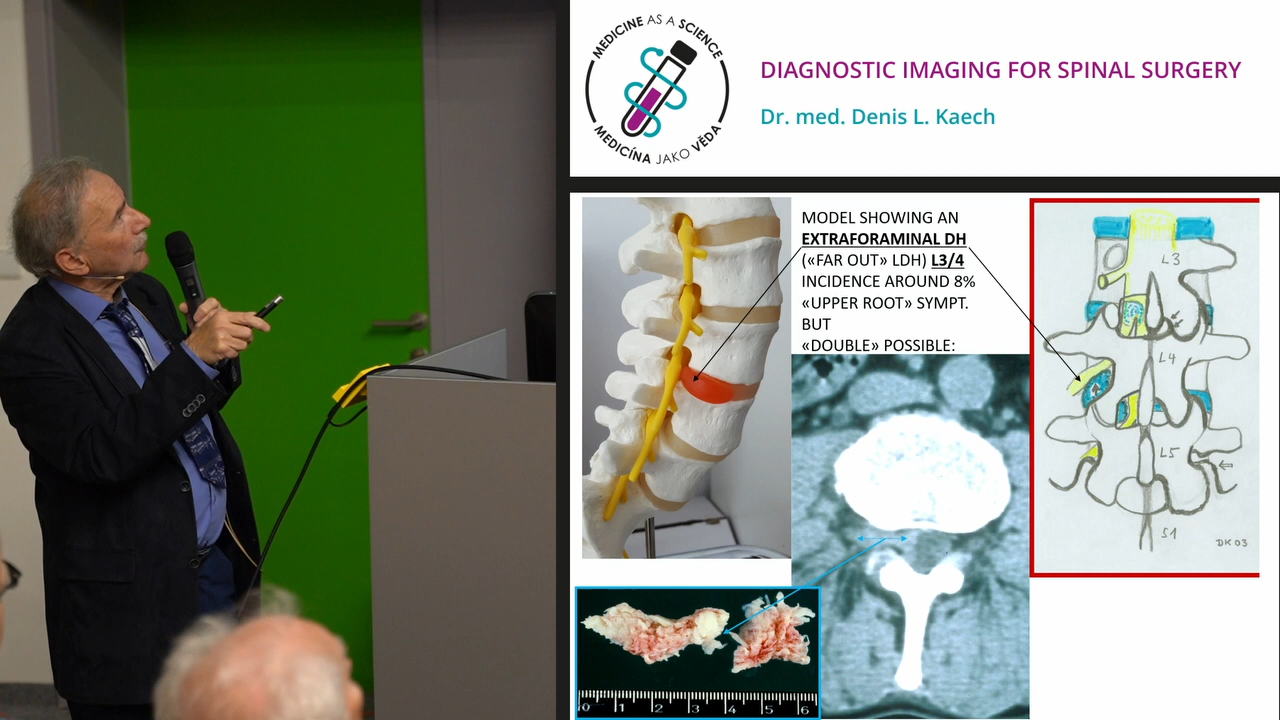 MEDICINE AS A SCIENCE
MEDICÍNA JAKO VĚDA
DIAGNOSTIC IMAGING FOR SPINAL SURGERY
Dr. med. Denis L. Kaech
MODEL SHOWING AN
EXTRAFORAMINAL DH
(«FAR OUT» LDH) L3/4
INCIDENCE AROUND 8%
«UPPER ROOT» SYMPT.
BUT
«DOUBLE» POSSIBLE:
L3
L4
L5
S1
DK 03
0 1 2 3 4 5 6